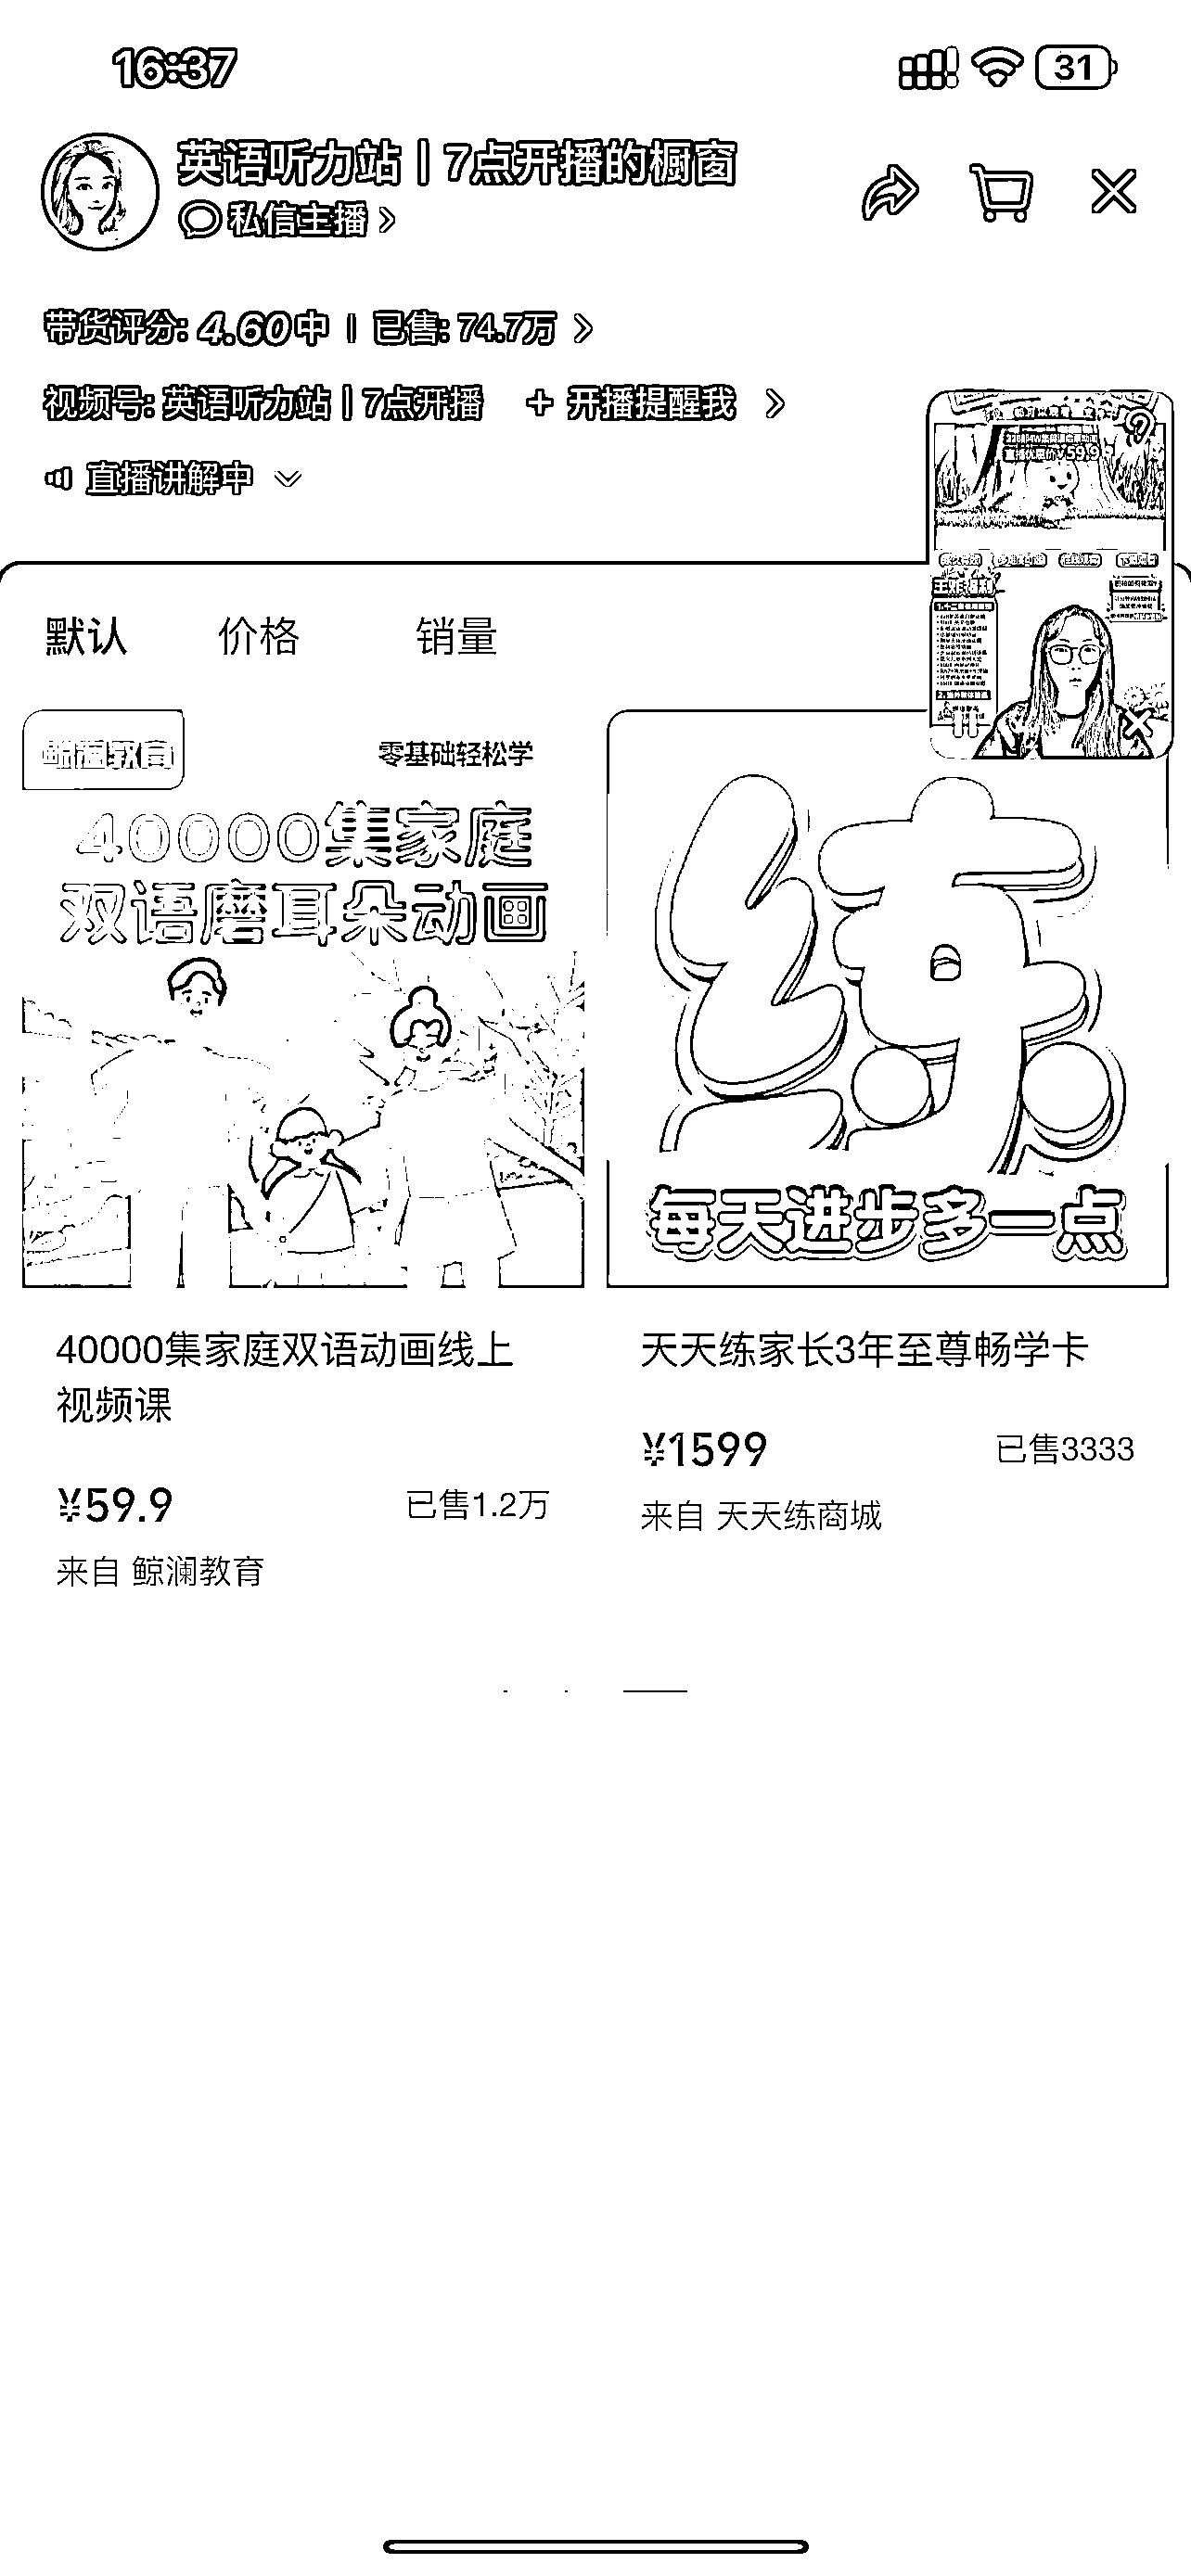 16:37
31
英语听力站 | 7点开播的橱窗
私信主播
带货评分: 4.60中 | 已售: 74.7万
视频号: 英语听力站 | 7点开播 + 开播提醒我
直播讲解中
直播优惠价¥59.9
默认 价格 销量
鲸澜教育
零基础轻松学
40000集家庭
双语磨耳朵动画
练
每天进步多一点
40000集家庭双语动画线上
视频课
¥59.9 已售1.2万
来自 鲸澜教育
天天练家长3年至尊畅学卡
¥1599 已售3333
来自 天天练商城